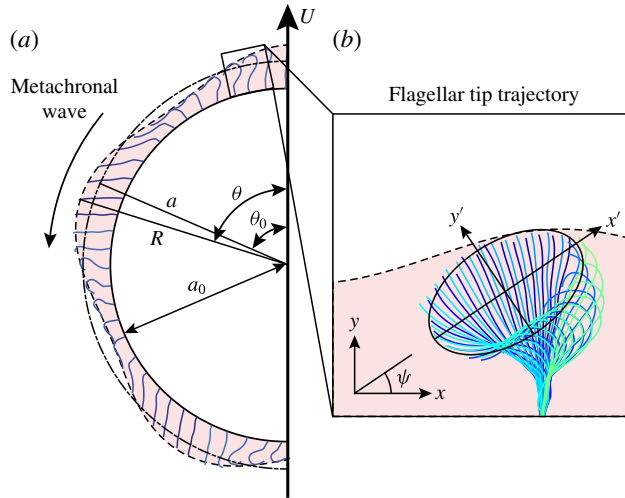 (a)
U
(b)
Metachronal
wave
Flagellar tip trajectory
a
θ
θ₀
R
a₀
y′
x′
y
ψ
x